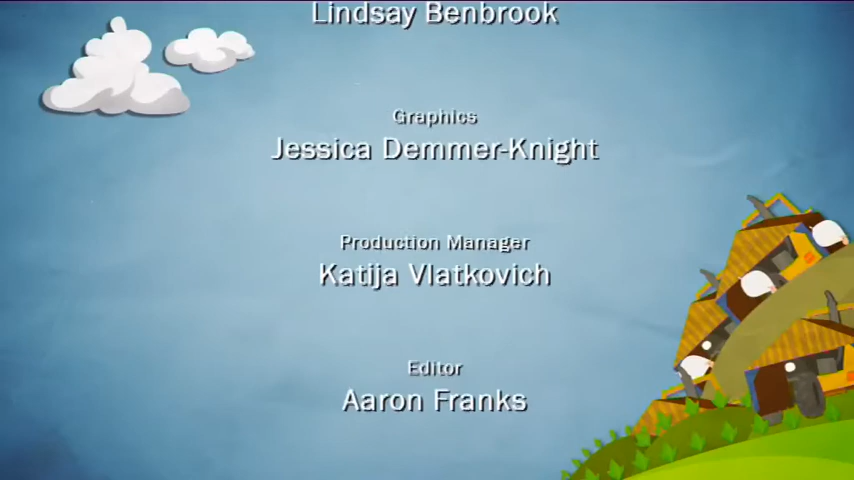 Lindsay Benbrook
Graphics
Jessica Demmer-Knight
Production Manager
Katija Vlatkovich
Editor
Aaron Franks